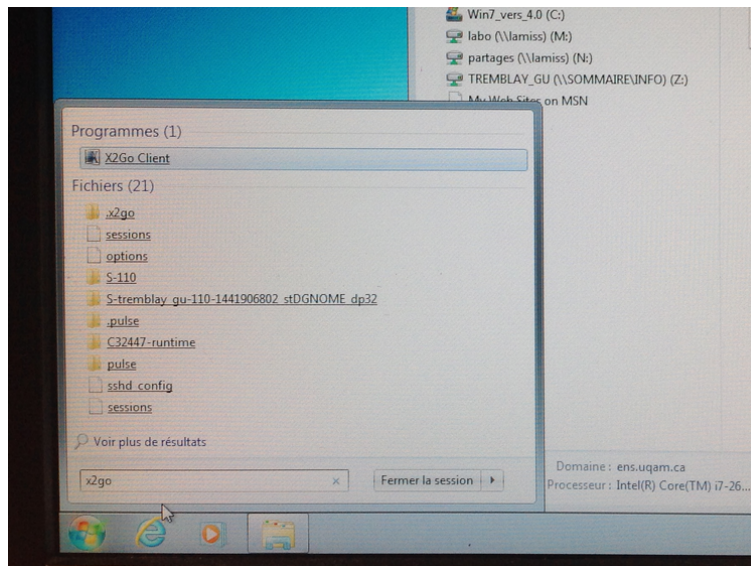 Win7_vers_4.0 (C:)
labo (\\lamiss) (M:)
partages (\\lamiss) (N:)
TREMBLAY_GU (\\SOMMAIRE\INFO) (Z:)
My Web Sites on MSN
Programmes (1)
X2Go Client
Fichiers (21)
.x2go
sessions
options
S-110
S-tremblay_gu-110-1441906802_stDGNOME_dp32
.pulse
C32447-runtime
pulse
sshd_config
sessions
Voir plus de résultats
x2go
Fermer la session
Domaine : ens.uqam.ca
Processeur : Intel(R) Core(TM) i7-26...